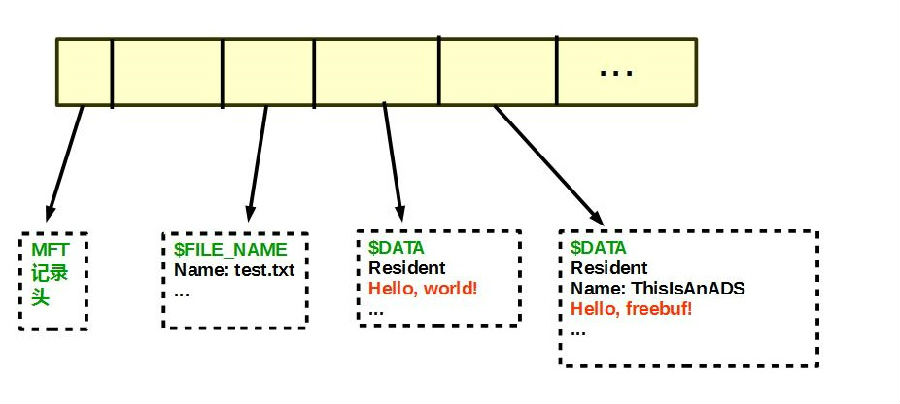 ...
MFT
记录
头
$FILE_NAME
Name: test.txt
...
$DATA
Resident
Hello, world!
...
$DATA
Resident
Name: ThisIsAnADS
Hello, freebuf!
...